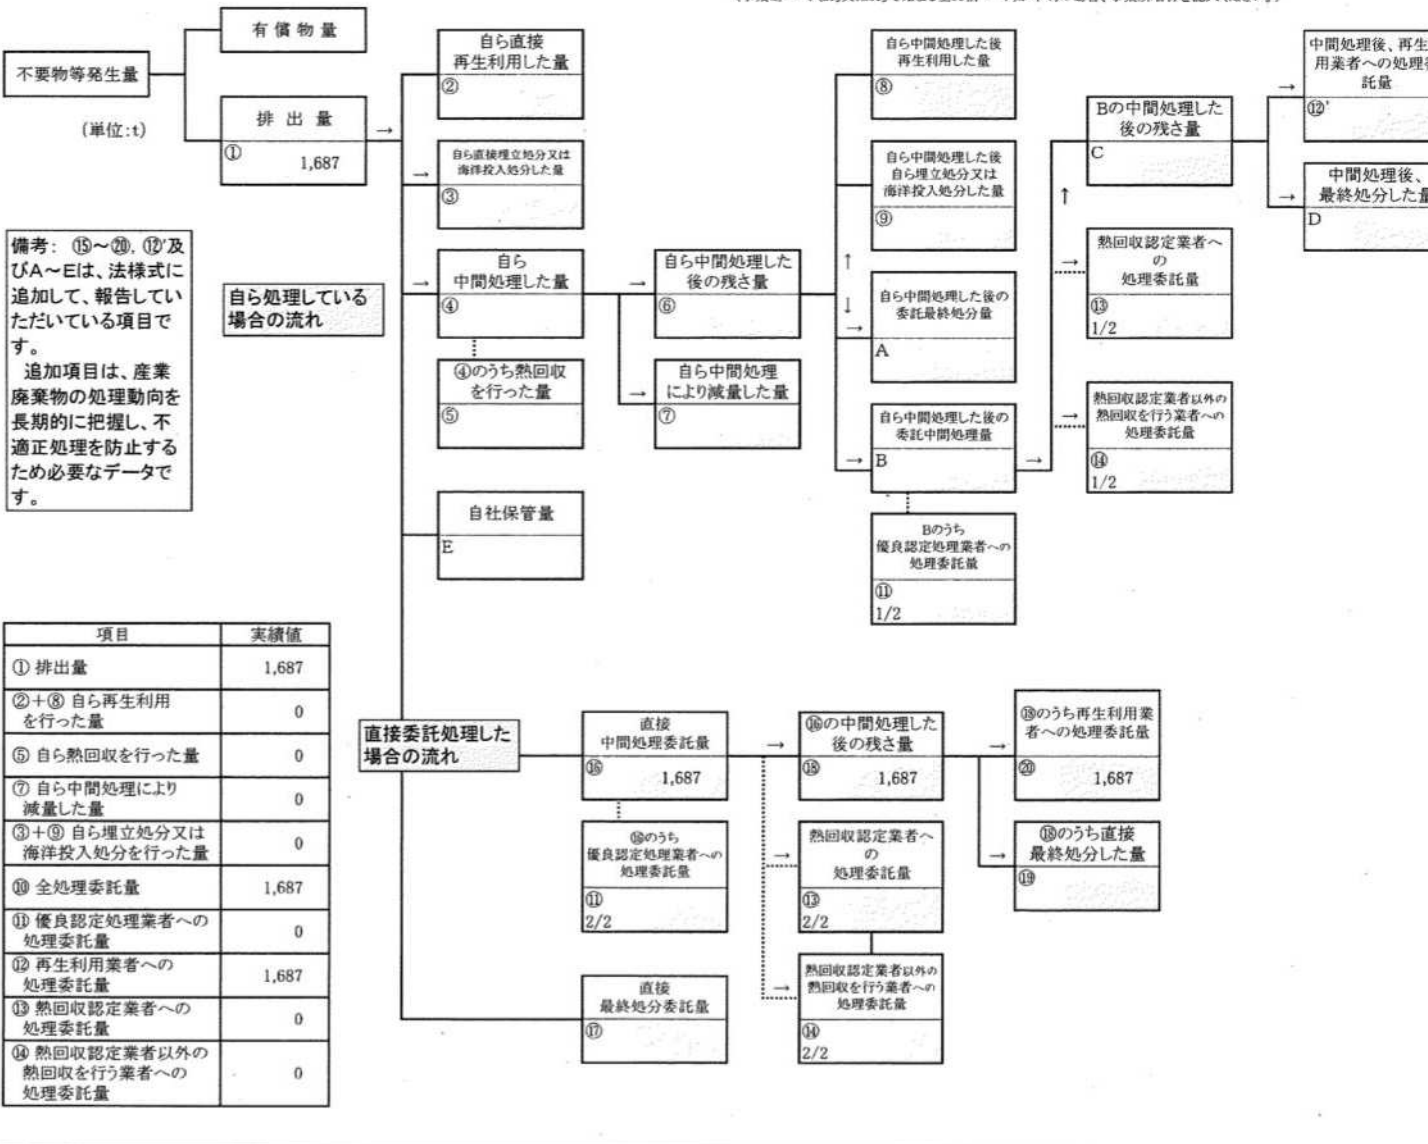 有償物量
不要物等発生量
(単位:t)
排出量
①
1,687
→
自ら直接
再生利用した量
②
→
自ら直接埋立処分又は
海洋投入処分した量
③
→
自ら
中間処理した量
④
④のうち熱回収
を行った量
⑤
自社保管量
E
自ら処理している
場合の流れ
備考: ⑮~⑳, ⑫'及
びA~Eは、法様式に
追加して、報告してい
ただいている項目で
す。
追加項目は、産業
廃棄物の処理動向を
長期的に把握し、不
適正処理を防止する
ため必要なデータで
す。
→
自ら中間処理した
後の残さ量
⑥
→
自ら中間処理
により減量した量
⑦
自ら中間処理した後
再生利用した量
⑧
自ら中間処理した後
自ら埋立処分又は
海洋投入処分した量
⑨
↑
↓
→
自ら中間処理した後の
委託最終処分量
A
→
自ら中間処理した後の
委託中間処理量
B
Bのうち
優良認定処理業者への
処理委託量
⑪
1/2
→
↑
Bの中間処理した
後の残さ量
C
→
熱回収認定業者へ
の
処理委託量
⑬
1/2
→
熱回収認定業者以外の
熱回収を行う業者への
処理委託量
⑭
1/2
→
中間処理後、再生
用業者への処理
託量
⑫'
→
中間処理後、
最終処分した
D
項目 実績値
① 排出量 1,687
②+⑧ 自ら再生利用
を行った量 0
⑤ 自ら熱回収を行った量 0
⑦ 自ら中間処理により
減量した量 0
③+⑨ 自ら埋立処分又は
海洋投入処分を行った量 0
⑩ 全処理委託量 1,687
⑪ 優良認定処理業者への
処理委託量 0
⑫ 再生利用業者への
処理委託量 1,687
⑬ 熱回収認定業者への
処理委託量 0
⑭ 熱回収認定業者以外の
熱回収を行う業者への
処理委託量 0
直接委託処理した
場合の流れ
直接
中間処理委託量
⑯
1,687
⑯のうち
優良認定処理業者への
処理委託量
⑪
2/2
直接
最終処分委託量
⑰
→
⑯の中間処理した
後の残さ量
⑱
1,687
→
熱回収認定業者へ
の
処理委託量
⑬
2/2
→
熱回収認定業者以外の
熱回収を行う業者への
処理委託量
⑭
2/2
→
⑱のうち再生利用業
者への処理委託量
⑳
1,687
→
⑱のうち直接
最終処分した量
⑲